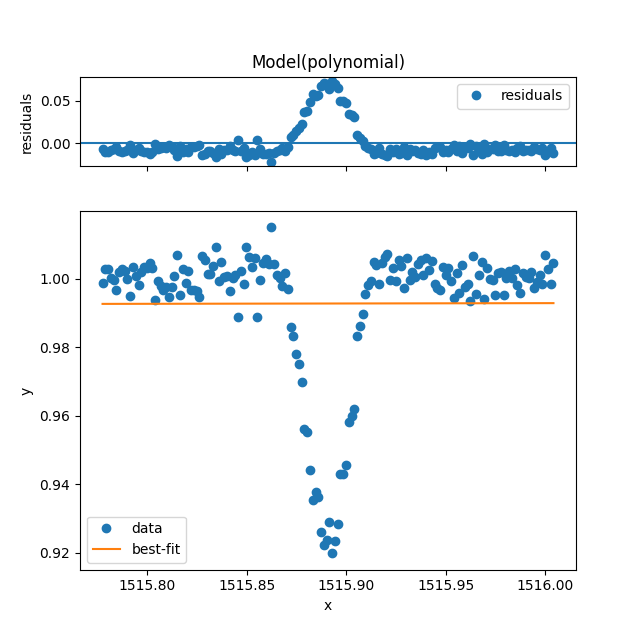 Model(polynomial)
residuals
0.05
0.00
residuals
1.00
0.98
0.96
0.94
0.92
y
data
best-fit
1515.80 1515.85 1515.90 1515.95 1516.00
x